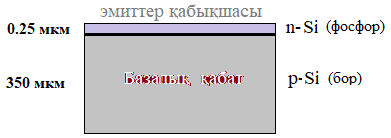 эмиттер қабықшасы
0.25 мкм
n-Si (фосфор)
Базалық қабат
350 мкм
p-Si (бор)